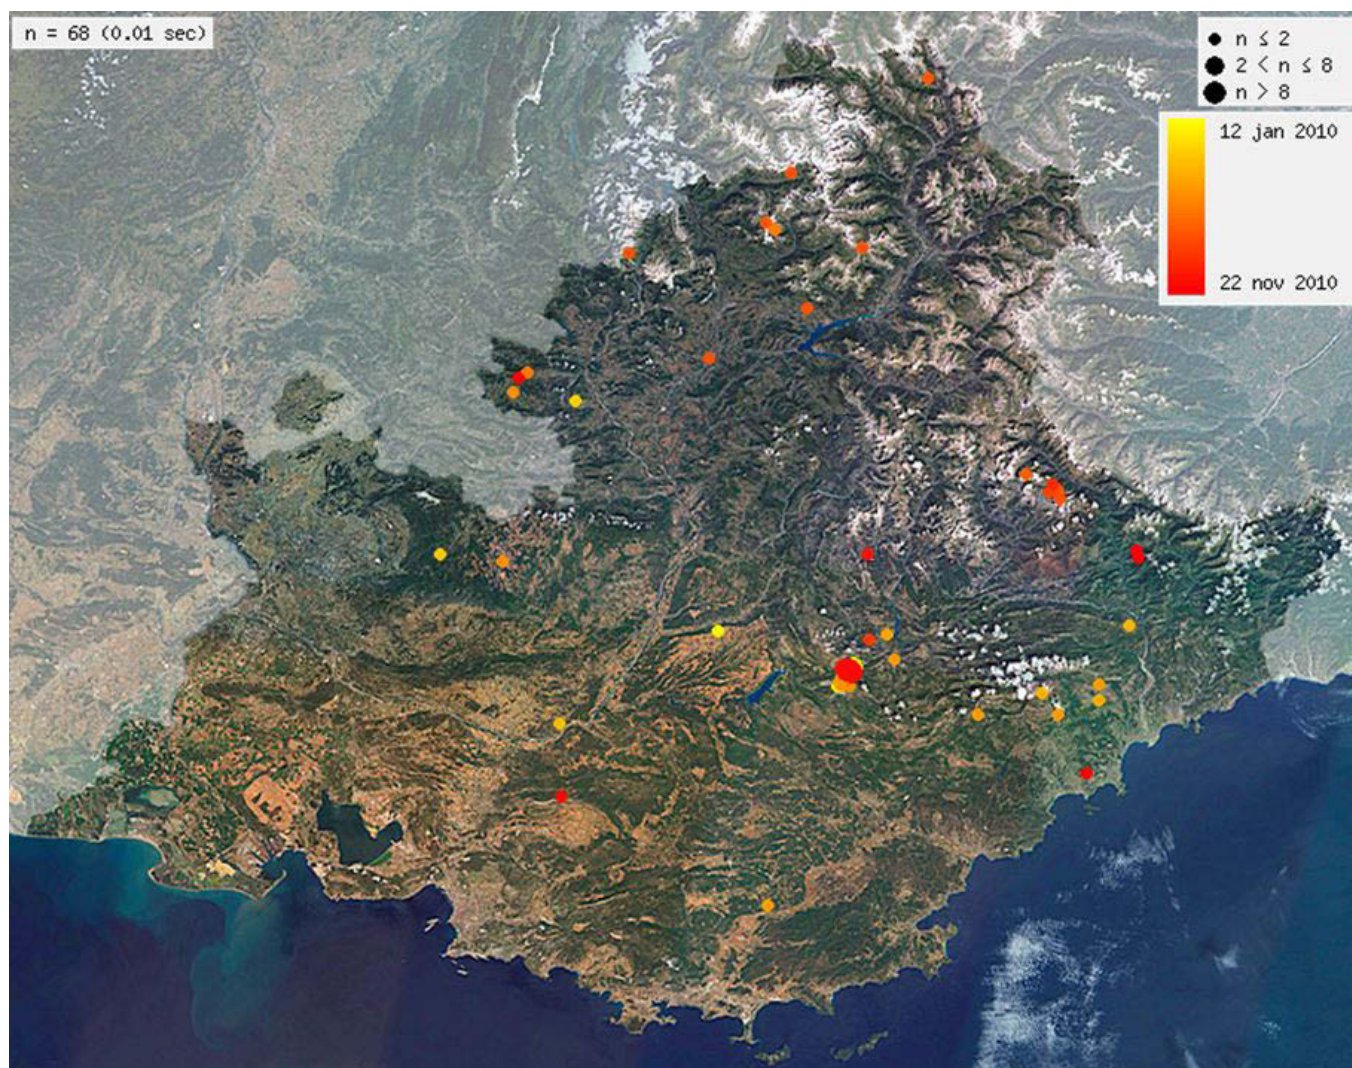 n = 68 (0.01 sec)
n ≤ 2
2 < n ≤ 8
n > 8
12 jan 2010
22 nov 2010